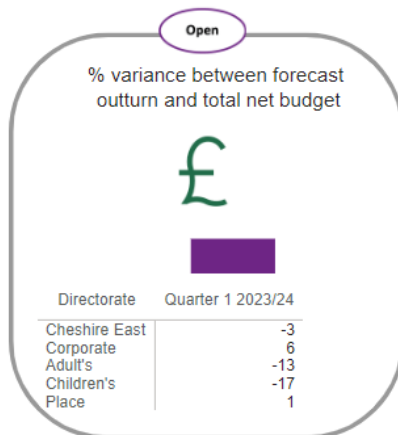 Open
% variance between forecast
outturn and total net budget
£
Directorate Quarter 1 2023/24
Cheshire East -3
Corporate 6
Adult's -13
Children's -17
Place 1